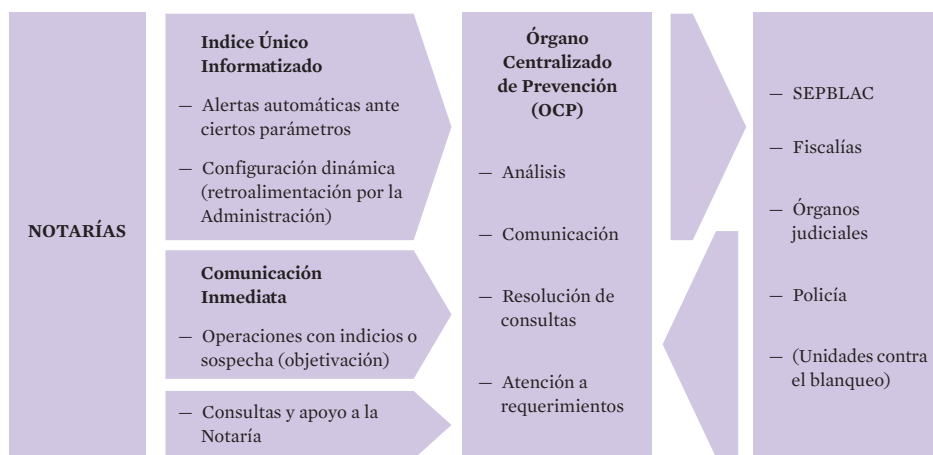 NOTARÍAS
Indice Único
Informatizado
— Alertas automáticas ante
ciertos parámetros
— Configuración dinámica
(retroalimentación por la
Administración)
Comunicación
Inmediata
— Operaciones con indicios o
sospecha (objetivación)
— Consultas y apoyo a la
Notaría
Órgano
Centralizado
de Prevención
(OCP)
— Análisis
— Comunicación
— Resolución de
consultas
— Atención a
requerimientos
— SEPBLAC
— Fiscalías
— Órganos
judiciales
— Policía
— (Unidades contra
el blanqueo)